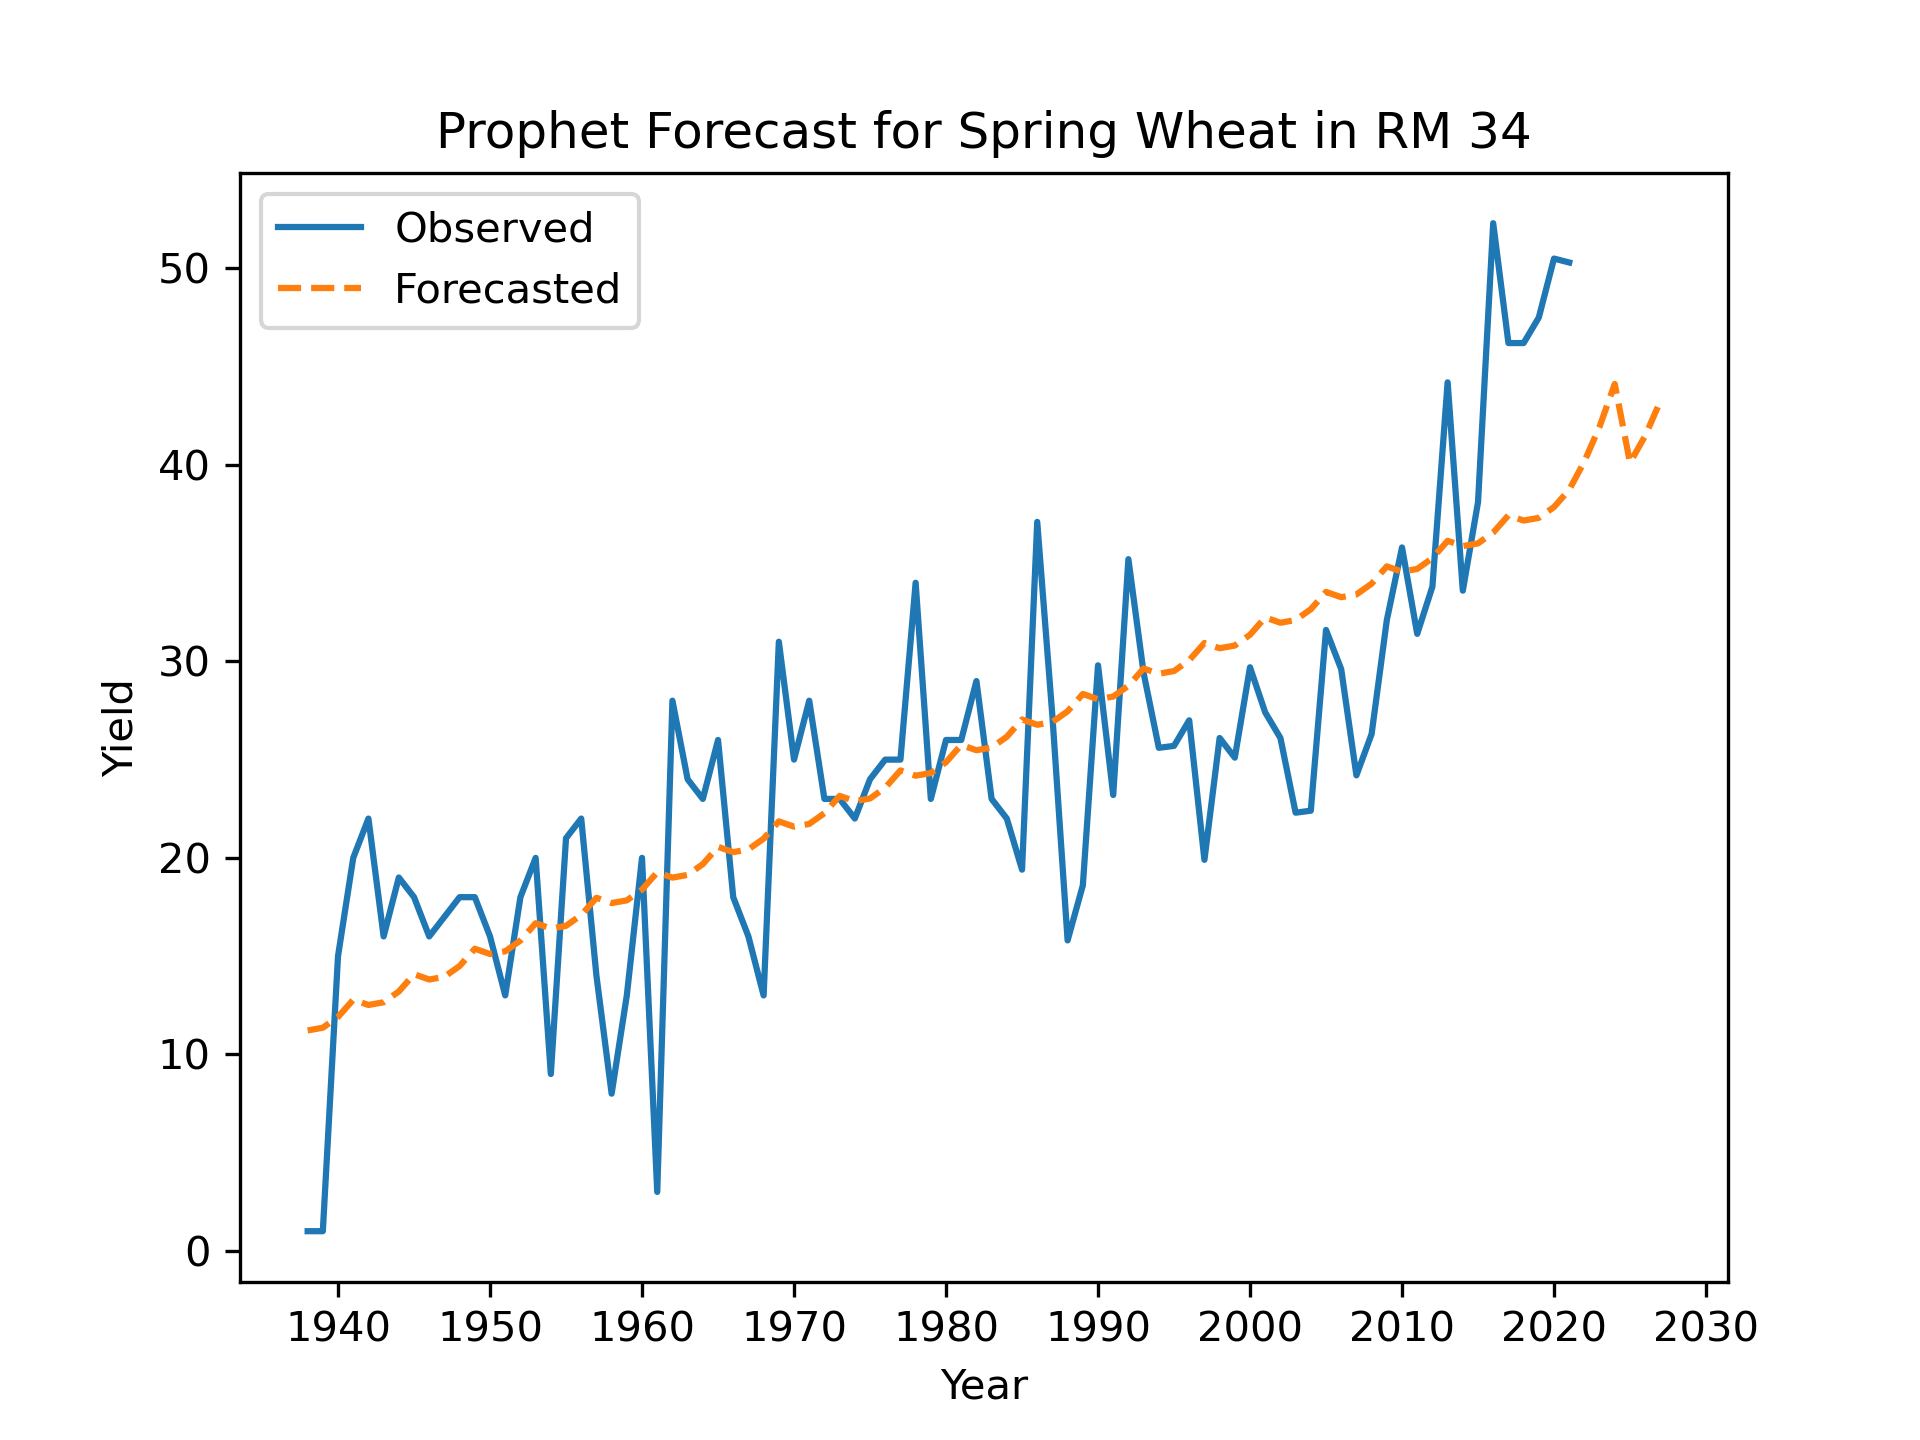 Prophet Forecast for Spring Wheat in RM 34
Observed
Forecasted
50
40
30
20
10
0
Yield
1940 1950 1960 1970 1980 1990 2000 2010 2020 2030
Year